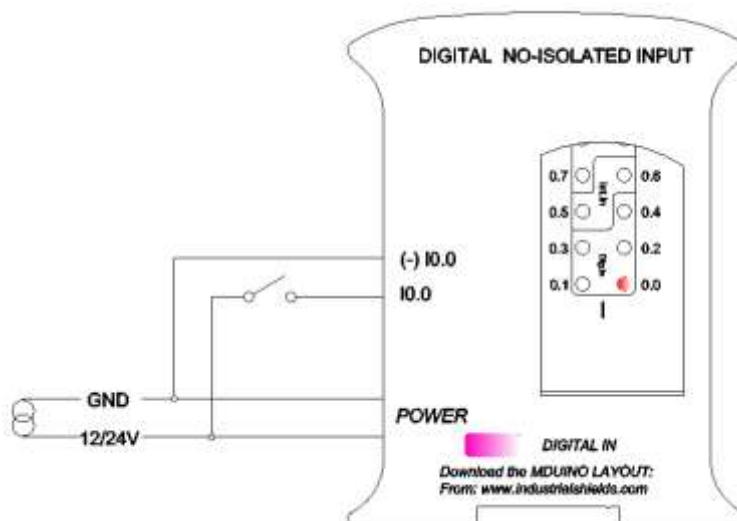 DIGITAL NO-ISOLATED INPUT
0.7 0.6
0.5 0.4
0.3 0.2
0.1 0.0
(-) I0.0
I0.0
GND
12/24V
POWER
DIGITAL IN
Download the MDUINO LAYOUT:
From: www.industrialshields.com